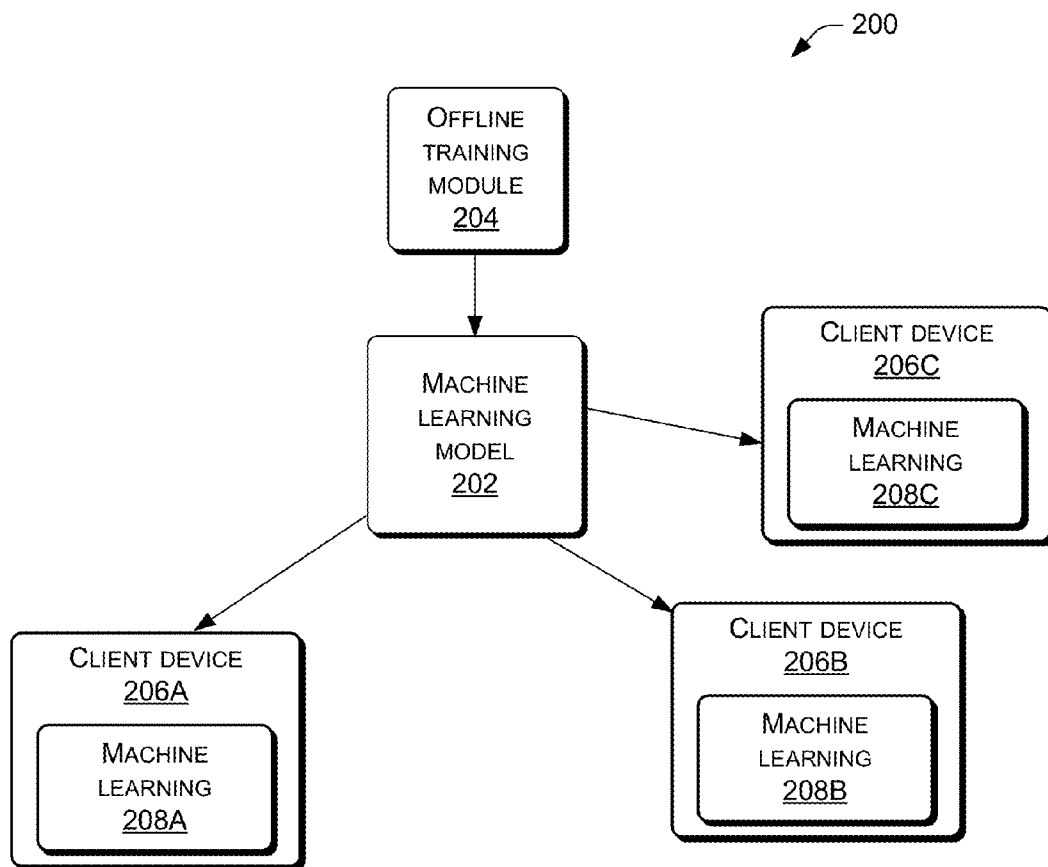 200
OFFLINE
TRAINING
MODULE
204
MACHINE
LEARNING
MODEL
202
CLIENT DEVICE
206C
MACHINE
LEARNING
208C
CLIENT DEVICE
206A
MACHINE
LEARNING
208A
CLIENT DEVICE
206B
MACHINE
LEARNING
208B